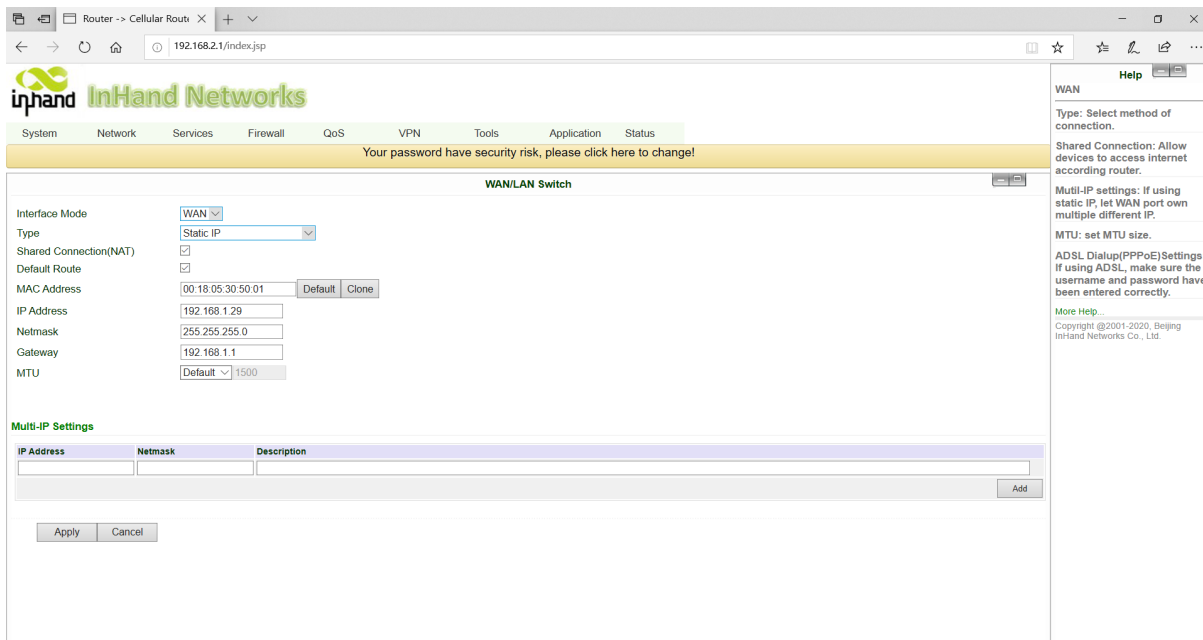 Router -> Cellular Route
192.168.2.1/index.jsp
inhand InHand Networks
System Network Services Firewall QoS VPN Tools Application Status
Your password have security risk, please click here to change!
WAN/LAN Switch
Interface Mode WAN
Type Static IP
Shared Connection(NAT)
Default Route
MAC Address 00:18:05:30:50:01 Default Clone
IP Address 192.168.1.29
Netmask 255.255.255.0
Gateway 192.168.1.1
MTU Default 1500
Multi-IP Settings
IP Address Netmask Description
Add
Apply Cancel
Help
WAN
Type: Select method of
connection.
Shared Connection: Allow
devices to access internet
according router.
Mutil-IP settings: If using
static IP, let WAN port own
multiple different IP.
MTU: set MTU size.
ADSL Dialup(PPPoE)Settings
If using ADSL, make sure the
username and password have
been entered correctly.
More Help...
Copyright @2001-2020, Beijing
InHand Networks Co., Ltd.